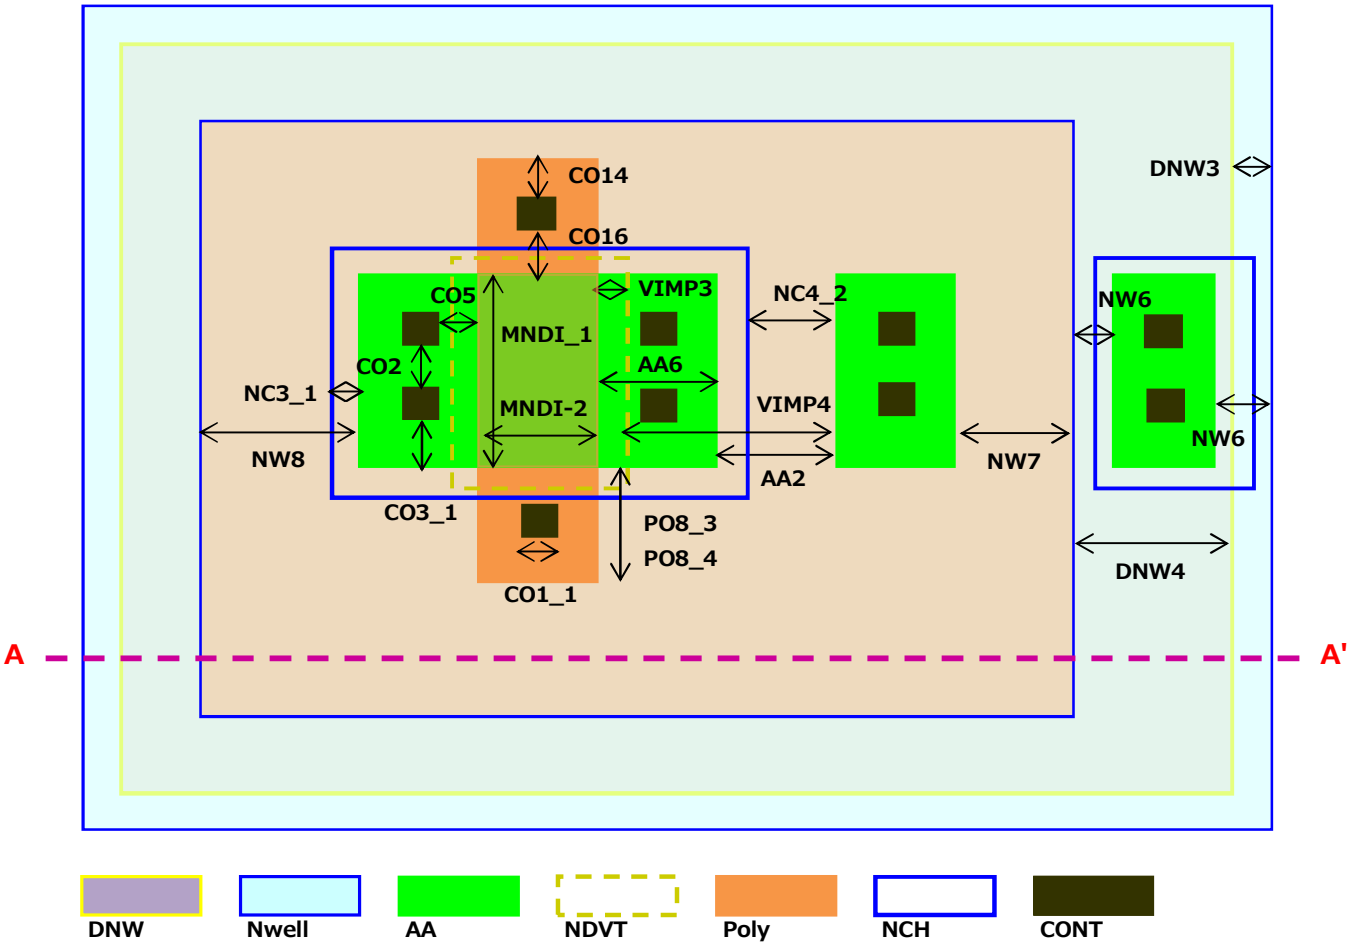 DNW3
CO14
CO16
CO5
VIMP3
NC4_2
NW6
MNDI_1
CO2
AA6
NC3_1
MNDI-2
VIMP4
NW6
NW8
NW7
AA2
CO3_1
PO8_3
PO8_4
DNW4
CO1_1
A
A'
DNW
Nwell
AA
NDVT
Poly
NCH
CONT